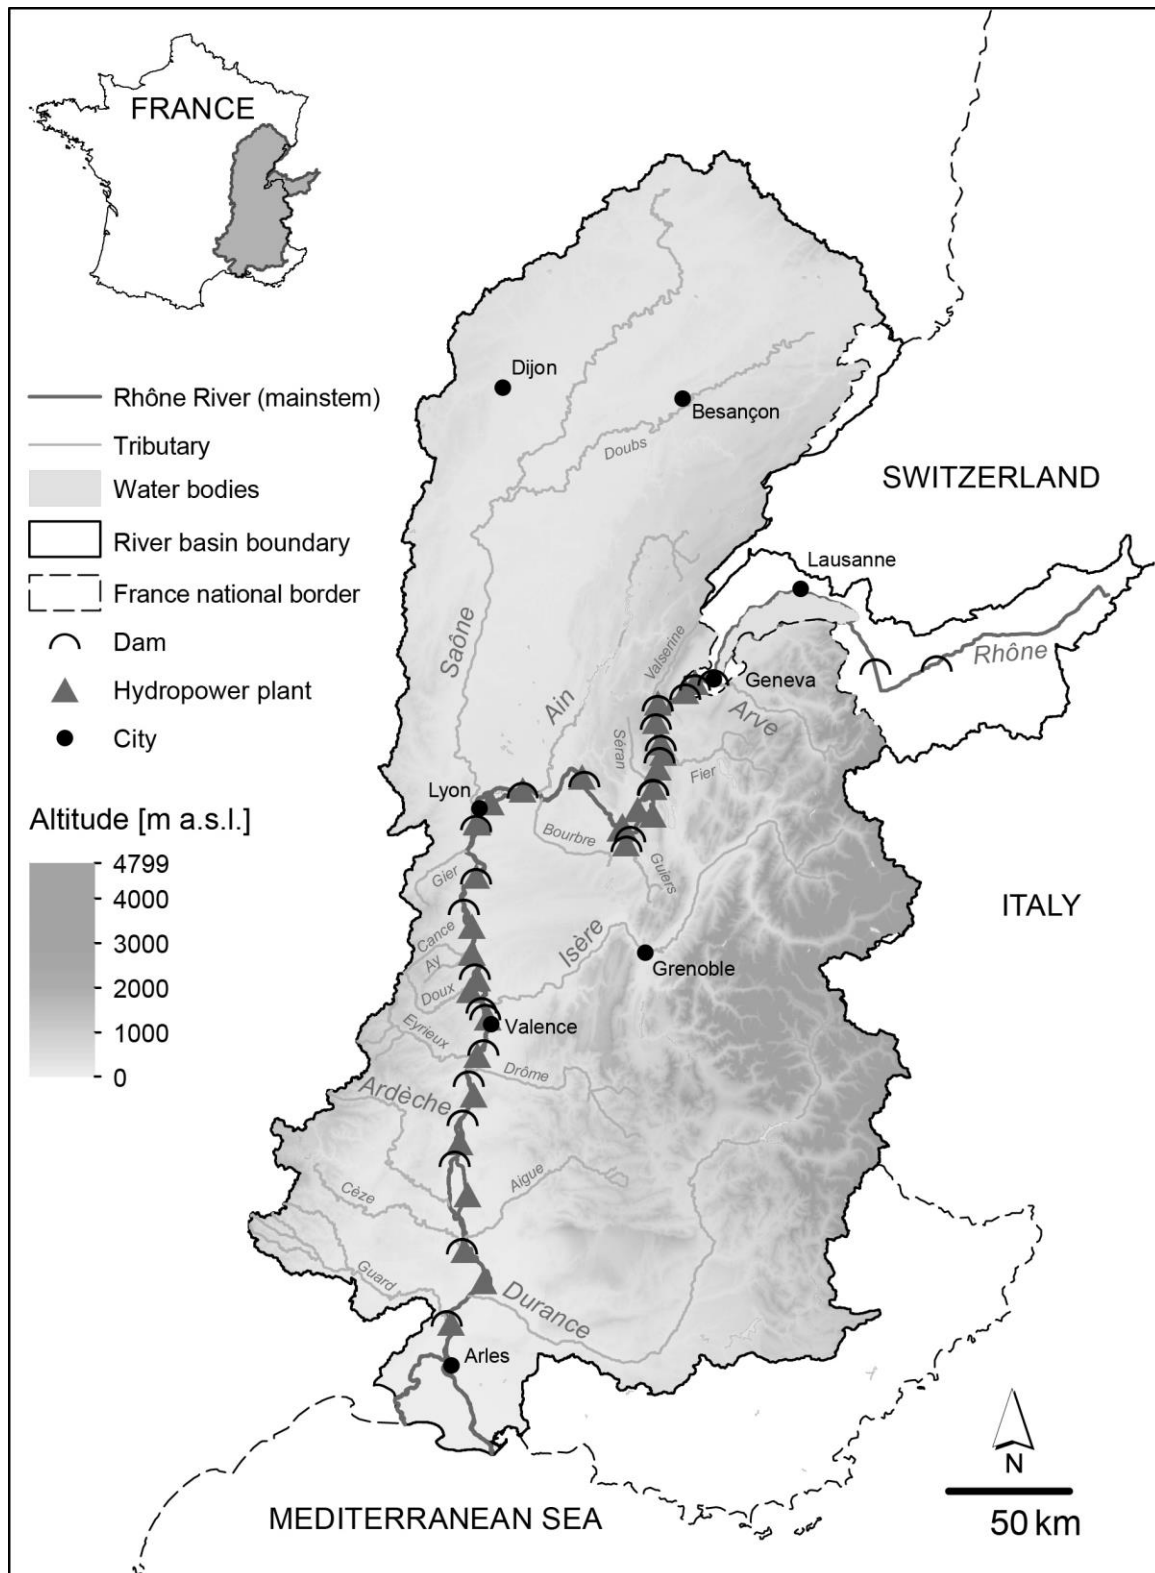 FRANCE
Rhône River (mainstem)
Tributary
Water bodies
River basin boundary
France national border
Dam
Hydropower plant
City
Altitude [m a.s.l.]
4799
4000
3000
2000
1000
0
Dijon
Besançon
Doubs
SWITZERLAND
Lausanne
Rhône
Saône
Ain
Valserine
Geneva
Arve
Séran
Fier
Lyon
Bourbre
Guiers
Gier
ITALY
Cance
Isère
Grenoble
Ay
Doux
Valence
Eyrieux
Drôme
Ardèche
Aigue
Cèze
Guard
Durance
Arles
N
50 km
MEDITERRANEAN SEA